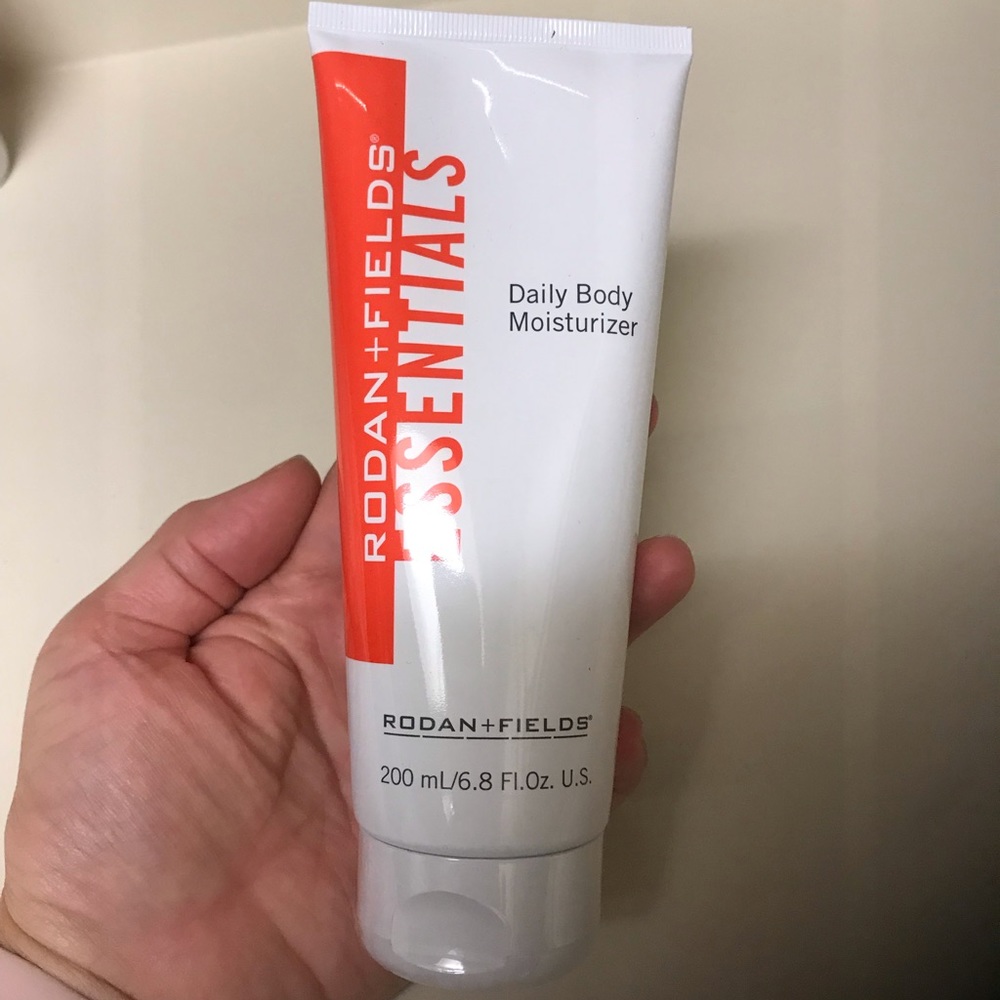 RODAN+FIELDS®
ESSENTIALS
Daily Body
Moisturizer
RODAN+FIELDS®
200 mL/6.8 Fl.Oz. U.S.